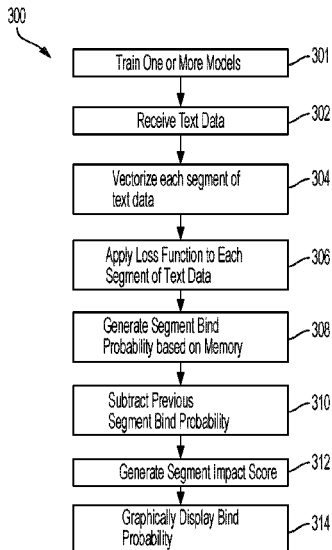 300
Train One or More Models
301
Receive Text Data
302
Vectorize each segment of
text data
304
Apply Loss Function to Each
Segment of Text Data
306
Generate Segment Bind
Probability based on Memory
308
Subtract Previous
Segment Bind Probability
310
Generate Segment Impact Score
312
Graphically Display Bind
Probability
314